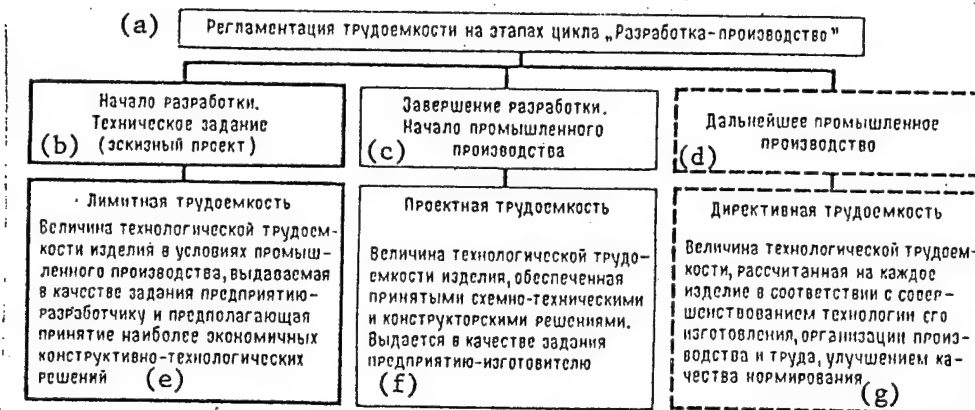 (a) Регламентация трудоемкости на этапах цикла „Разработка-производство"
Начало разработки.
Техническое задание
(b) (эскизный проект)
Завершение разработки.
(c) Начало промышленного
производства
Дальнейшее промышленное
(d) производство
Лимитная трудоемкость
Величина технологической трудоем-
кости изделия в условиях промыш-
ленного производства, выдаваемая
в качестве задания предприятию-
разработчику и предполагающая
принятие наиболее экономичных
конструктивно-технологических
решений (e)
Проектная трудоемкость
Величина технологической трудо-
емкости изделия, обеспеченная
принятыми схемно-техническими
и конструкторскими решениями.
Выдается в качестве задания
предприятию-изготовителю
(f)
Директивная трудоемкость
Величина технологической трудоем-
кости, рассчитанная на каждое
изделие в соответствии с совер-
шенствованием технологии его
изготовления, организации произ-
водства и труда, улучшением ка-
чества нормирования (g)